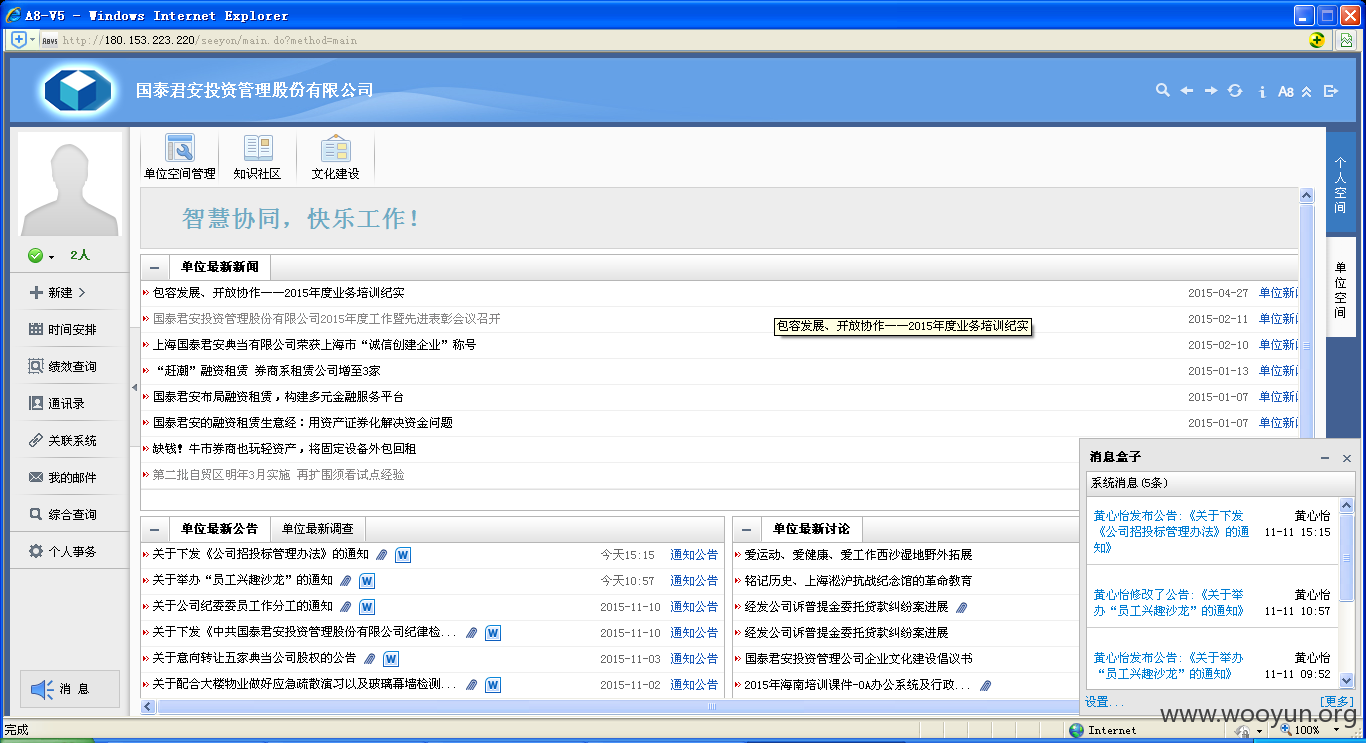 A8-V5 - Windows Internet Explorer
http://180.153.223.220/seeyon/main.do?method=main
国泰君安投资管理股份有限公司
A8
单位空间管理
知识社区
文化建设
个人空间
单位空间
2人
新建
时间安排
绩效查询
通讯录
关联系统
我的邮件
综合查询
个人事务
消 息
智慧协同，快乐工作！
单位最新新闻
包容发展、开放协作——2015年度业务培训纪实 2015-04-27 单位新闻
包容发展、开放协作——2015年度业务培训纪实
国泰君安投资管理股份有限公司2015年度工作暨先进表彰会议召开 2015-02-11 单位新闻
上海国泰君安典当有限公司荣获上海市“诚信创建企业”称号 2015-02-10 单位新闻
“赶潮”融资租赁 券商系租赁公司增至3家 2015-01-13 单位新闻
国泰君安布局融资租赁，构建多元金融服务平台 2015-01-07 单位新闻
国泰君安的融资租赁生意经：用资产证券化解决资金问题 2015-01-07 单位新闻
缺钱！牛市券商也玩轻资产，将固定设备外包回租
第二批自贸区明年3月实施 再扩围须看试点经验
单位最新公告 单位最新调查
关于下发《公司招投标管理办法》的通知 今天15:15 通知公告
关于举办“员工兴趣沙龙”的通知 今天10:57 通知公告
关于公司纪委委员工作分工的通知 2015-11-10 通知公告
关于下发《中共国泰君安投资管理股份有限公司纪律检... 2015-11-10 通知公告
关于意向转让五家典当公司股权的公告 2015-11-03 通知公告
关于配合大楼物业做好应急疏散演习以及玻璃幕墙检测... 2015-11-02 通知公告
单位最新讨论
爱运动、爱健康、爱工作西沙湿地野外拓展
铭记历史、上海淞沪抗战纪念馆的革命教育
经发公司诉普提金委托贷款纠纷案进展
经发公司诉普提金委托贷款纠纷案进展
国泰君安投资管理公司企业文化建设倡议书
2015年海南培训课件-OA办公系统及行政...
消息盒子
系统消息(5条)
黄心怡发布公告:《关于下发《公司招投标管理办法》的通知》 黄心怡 11-11 15:15
黄心怡修改了公告:《关于举办“员工兴趣沙龙”的通知》 黄心怡 11-11 10:57
黄心怡发布公告:《关于举办“员工兴趣沙龙”的通知》 黄心怡 11-11 09:52
设置... [更多]
www.wooyun.org
完成
Internet
100%